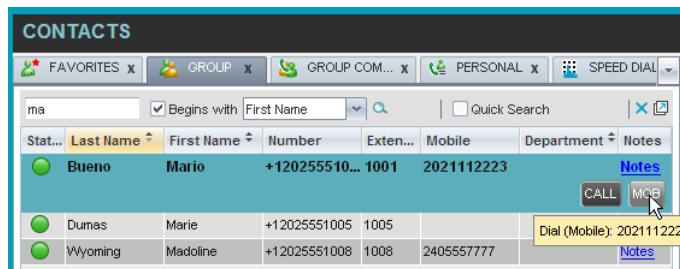 CONTACTS
FAVORITES x GROUP x GROUP COM... x PERSONAL x SPEED DIAL
ma Begins with First Name Quick Search
Stat... Last Name First Name Number Exten... Mobile Department Notes
Bueno Mario +120255510... 1001 2021112223 Notes
CALL MOB
Dumas Marie +12025551005 1005
Dial (Mobile): 202111222
Wyoming Madoline +12025551008 1008 2405557777 Notes